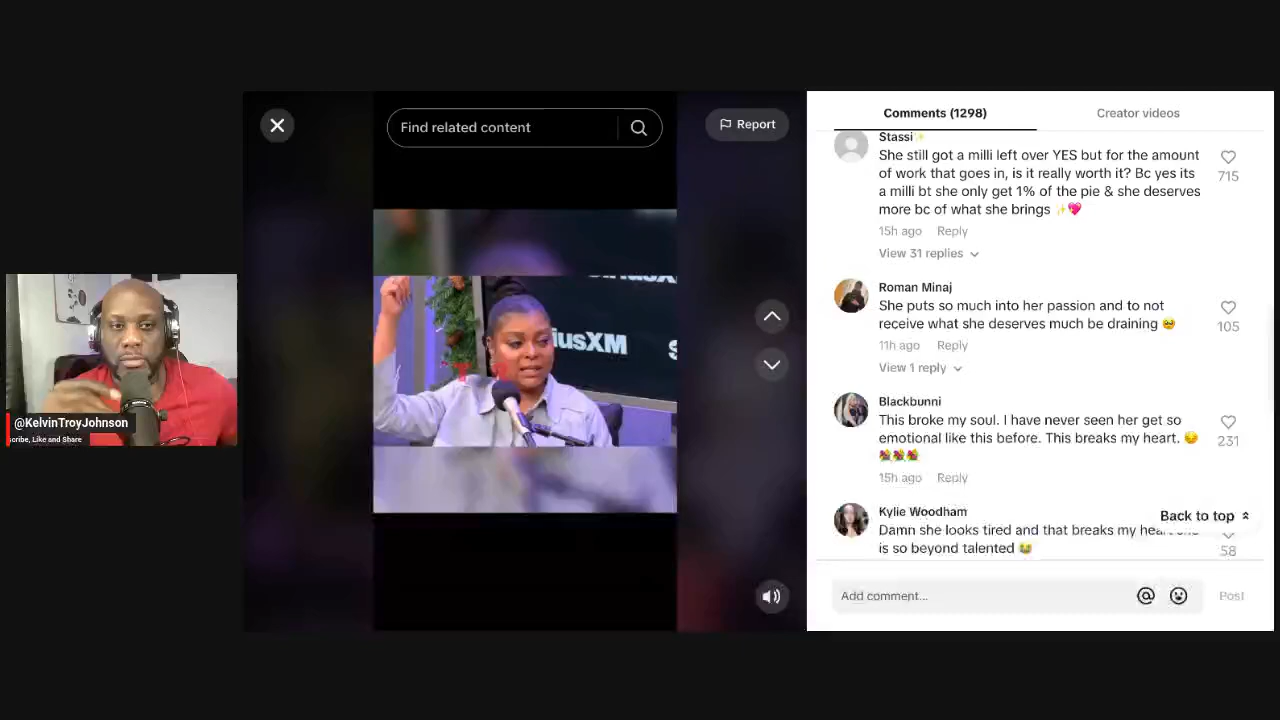 Find related content
Report
SiriusXM
iusXM
S
@KelvinTroyJohnson
scribe, Like and Share
Comments (1298)
Creator videos
Stassi✨
She still got a milli left over YES but for the amount
of work that goes in, is it really worth it? Bc yes its
a milli bt she only get 1% of the pie & she deserves
more bc of what she brings ✨💖
715
15h ago Reply
View 31 replies
Roman Minaj
She puts so much into her passion and to not
receive what she deserves much be draining 🥹
105
11h ago Reply
View 1 reply
Blackbunni
This broke my soul. I have never seen her get so
emotional like this before. This breaks my heart. 😔
💐💐💐
231
15h ago Reply
Kylie Woodham
Back to top
Damn she looks tired and that breaks my hear
is so beyond talented 😭
58
Add comment...
Post